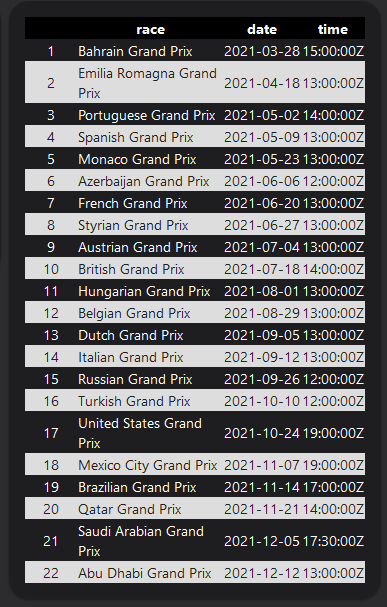 race date time
1 Bahrain Grand Prix 2021-03-28 15:00:00Z
2 Emilia Romagna Grand
Prix 2021-04-18 13:00:00Z
3 Portuguese Grand Prix 2021-05-02 14:00:00Z
4 Spanish Grand Prix 2021-05-09 13:00:00Z
5 Monaco Grand Prix 2021-05-23 13:00:00Z
6 Azerbaijan Grand Prix 2021-06-06 12:00:00Z
7 French Grand Prix 2021-06-20 13:00:00Z
8 Styrian Grand Prix 2021-06-27 13:00:00Z
9 Austrian Grand Prix 2021-07-04 13:00:00Z
10 British Grand Prix 2021-07-18 14:00:00Z
11 Hungarian Grand Prix 2021-08-01 13:00:00Z
12 Belgian Grand Prix 2021-08-29 13:00:00Z
13 Dutch Grand Prix 2021-09-05 13:00:00Z
14 Italian Grand Prix 2021-09-12 13:00:00Z
15 Russian Grand Prix 2021-09-26 12:00:00Z
16 Turkish Grand Prix 2021-10-10 12:00:00Z
17 United States Grand
Prix 2021-10-24 19:00:00Z
18 Mexico City Grand Prix 2021-11-07 19:00:00Z
19 Brazilian Grand Prix 2021-11-14 17:00:00Z
20 Qatar Grand Prix 2021-11-21 14:00:00Z
21 Saudi Arabian Grand
Prix 2021-12-05 17:30:00Z
22 Abu Dhabi Grand Prix 2021-12-12 13:00:00Z